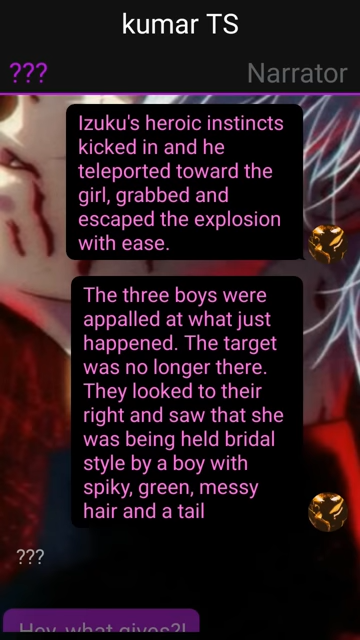 kumar TS
??? Narrator
Izuku's heroic instincts
kicked in and he
teleported toward the
girl, grabbed and
escaped the explosion
with ease.
The three boys were
appalled at what just
happened. The target
was no longer there.
They looked to their
right and saw that she
was being held bridal
style by a boy with
spiky, green, messy
hair and a tail
???
Hey, what gives?!